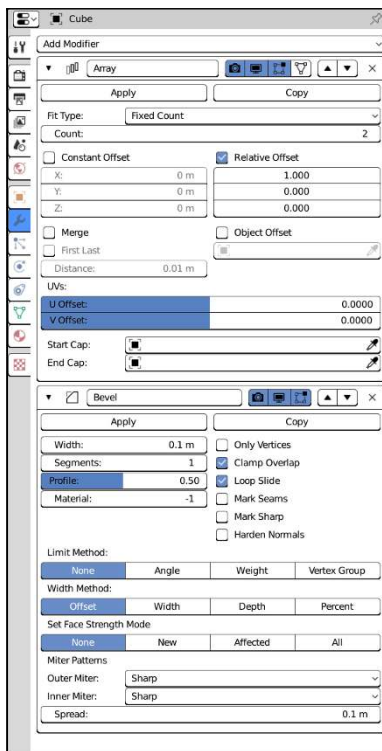 Cube
Add Modifier
Array
Apply Copy
Fit Type: Fixed Count
Count: 2
Constant Offset Relative Offset
X: 0 m 1.000
Y: 0 m 0.000
Z: 0 m 0.000
Merge Object Offset
First Last
Distance: 0.01 m
UVs:
U Offset: 0.0000
V Offset: 0.0000
Start Cap:
End Cap:
Bevel
Apply Copy
Width: 0.1 m Only Vertices
Segments: 1 Clamp Overlap
Profile: 0.50 Loop Slide
Material: -1 Mark Seams
Mark Sharp
Harden Normals
Limit Method:
None Angle Weight Vertex Group
Width Method:
Offset Width Depth Percent
Set Face Strength Mode
None New Affected All
Miter Patterns
Outer Miter: Sharp
Inner Miter: Sharp
Spread: 0.1 m